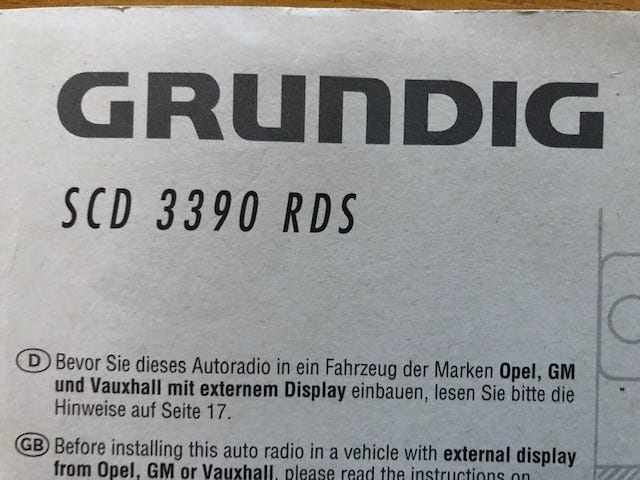 GRUNDIG
SCD 3390 RDS
D Bevor Sie dieses Autoradio in ein Fahrzeug der Marken Opel, GM
und Vauxhall mit externem Display einbauen, lesen Sie bitte die
Hinweise auf Seite 17.
GB Before installing this auto radio in a vehicle with external display
from Opel, GM or Vauxhall, please read the instructions on